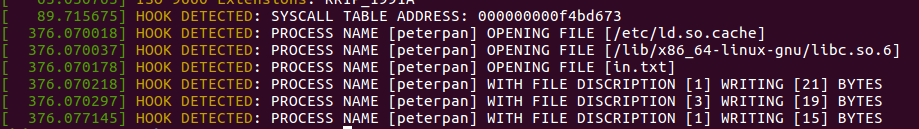 ISO 9660 Extensions: RRIP_1991A
[   89.715675] HOOK DETECTED: SYSCALL TABLE ADDRESS: 000000000f4bd673
[  376.070018] HOOK DETECTED: PROCESS NAME [peterpan] OPENING FILE [/etc/ld.so.cache]
[  376.070037] HOOK DETECTED: PROCESS NAME [peterpan] OPENING FILE [/lib/x86_64-linux-gnu/libc.so.6]
[  376.070178] HOOK DETECTED: PROCESS NAME [peterpan] OPENING FILE [in.txt]
[  376.070218] HOOK DETECTED: PROCESS NAME [peterpan] WITH FILE DISCRIPTION [1] WRITING [21] BYTES
[  376.070297] HOOK DETECTED: PROCESS NAME [peterpan] WITH FILE DISCRIPTION [3] WRITING [19] BYTES
[  376.077145] HOOK DETECTED: PROCESS NAME [peterpan] WITH FILE DISCRIPTION [1] WRITING [15] BYTES